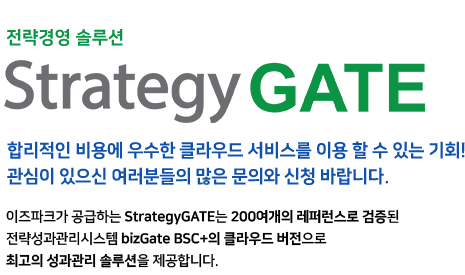 전략경영 솔루션
Strategy GATE
합리적인 비용에 우수한 클라우드 서비스를 이용 할 수 있는 기회!
관심이 있으신 여러분들의 많은 문의와 신청 바랍니다.
이즈파크가 공급하는 StrategyGATE는 200여개의 레퍼런스로 검증된
전략성과관리시스템 bizGate BSC+의 클라우드 버전으로
최고의 성과관리 솔루션을 제공합니다.